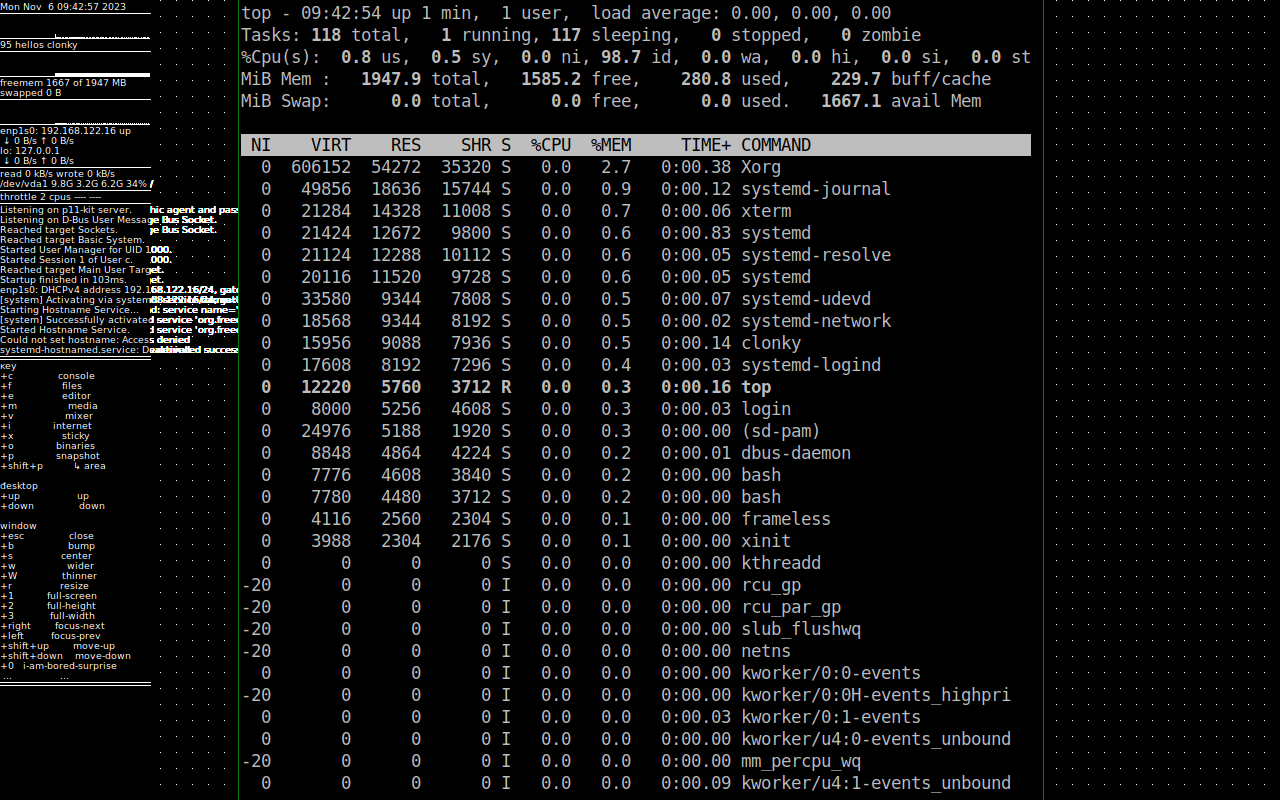 Mon Nov  6 09:42:57 2023
95 hellos clonky
freemem 1667 of 1947 MB
swapped 0 B
enp1s0: 192.168.122.16 up
↓ 0 B/s ↑ 0 B/s
lo: 127.0.0.1
↓ 0 B/s ↑ 0 B/s
read 0 kB/s wrote 0 kB/s
/dev/vda1 9.8G 3.2G 6.2G 34% /
throttle 2 cpus ---- ----
Listening on p11-kit server.
Listening on D-Bus User Message Bus Socket.
Reached target Sockets.
Reached target Basic System.
Started User Manager for UID 1000.
Started Session 1 of User c.
Reached target Main User Target.
Startup finished in 103ms.
enp1s0: DHCPv4 address 192.168.122.16/24,
[system] Activating via systemd: service name='
Starting Hostname Service...
[system] Successfully activated service 'org.freed
Started Hostname Service.
Could not set hostname: Access denied
systemd-hostnamed.service: Deactivated success
key
+c console
+f files
+e editor
+m media
+v mixer
+i internet
+x sticky
+o binaries
+p snapshot
+shift+p ↳ area
desktop
+up up
+down down
window
+esc close
+b bump
+s center
+w wider
+W thinner
+r resize
+1 full-screen
+2 full-height
+3 full-width
+right focus-next
+left focus-prev
+shift+up move-up
+shift+down move-down
+0 i-am-bored-surprise
... ...
top - 09:42:54 up 1 min,  1 user,  load average: 0.00, 0.00, 0.00
Tasks: 118 total,   1 running, 117 sleeping,   0 stopped,   0 zombie
%Cpu(s):  0.8 us,  0.5 sy,  0.0 ni, 98.7 id,  0.0 wa,  0.0 hi,  0.0 si,  0.0 st
MiB Mem :   1947.9 total,   1585.2 free,    280.8 used,    229.7 buff/cache
MiB Swap:      0.0 total,      0.0 free,      0.0 used.   1667.1 avail Mem
NI VIRT RES SHR S %CPU %MEM TIME+ COMMAND
0 606152 54272 35320 S 0.0 2.7 0:00.38 Xorg
0 49856 18636 15744 S 0.0 0.9 0:00.12 systemd-journal
0 21284 14328 11008 S 0.0 0.7 0:00.06 xterm
0 21424 12672 9800 S 0.0 0.6 0:00.83 systemd
0 21124 12288 10112 S 0.0 0.6 0:00.05 systemd-resolve
0 20116 11520 9728 S 0.0 0.6 0:00.05 systemd
0 33580 9344 7808 S 0.0 0.5 0:00.07 systemd-udevd
0 18568 9344 8192 S 0.0 0.5 0:00.02 systemd-network
0 15956 9088 7936 S 0.0 0.5 0:00.14 clonky
0 17608 8192 7296 S 0.0 0.4 0:00.03 systemd-logind
0 12220 5760 3712 R 0.0 0.3 0:00.16 top
0 8000 5256 4608 S 0.0 0.3 0:00.03 login
0 24976 5188 1920 S 0.0 0.3 0:00.00 (sd-pam)
0 8848 4864 4224 S 0.0 0.2 0:00.01 dbus-daemon
0 7776 4608 3840 S 0.0 0.2 0:00.00 bash
0 7780 4480 3712 S 0.0 0.2 0:00.00 bash
0 4116 2560 2304 S 0.0 0.1 0:00.00 frameless
0 3988 2304 2176 S 0.0 0.1 0:00.00 xinit
0 0 0 0 S 0.0 0.0 0:00.00 kthreadd
-20 0 0 0 I 0.0 0.0 0:00.00 rcu_gp
-20 0 0 0 I 0.0 0.0 0:00.00 rcu_par_gp
-20 0 0 0 I 0.0 0.0 0:00.00 slub_flushwq
-20 0 0 0 I 0.0 0.0 0:00.00 netns
0 0 0 0 I 0.0 0.0 0:00.00 kworker/0:0-events
-20 0 0 0 I 0.0 0.0 0:00.00 kworker/0:0H-events_highpri
0 0 0 0 I 0.0 0.0 0:00.03 kworker/0:1-events
0 0 0 0 I 0.0 0.0 0:00.00 kworker/u4:0-events_unbound
-20 0 0 0 I 0.0 0.0 0:00.00 mm_percpu_wq
0 0 0 0 I 0.0 0.0 0:00.09 kworker/u4:1-events_unbound